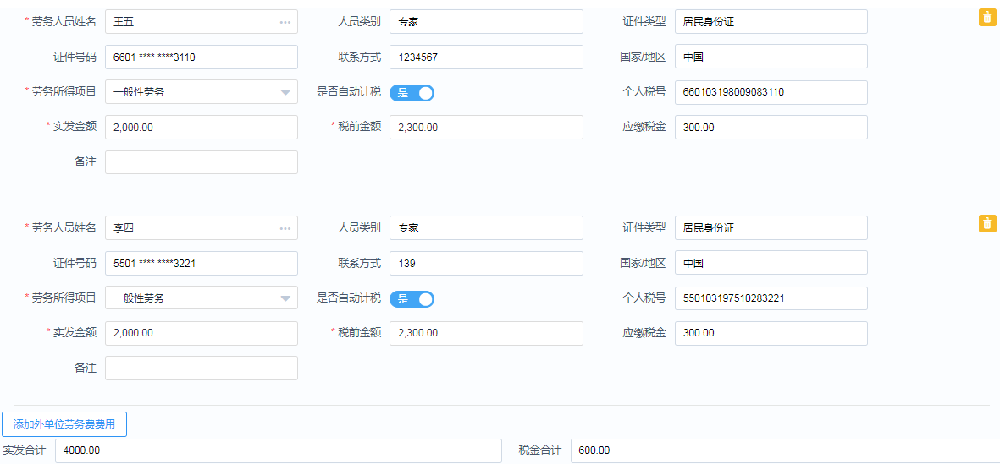 * 劳务人员姓名 王五 ··· 人员类别 专家 证件类型 居民身份证
证件号码 6601 **** ****3110 联系方式 1234567 国家/地区 中国
* 劳务所得项目 一般性劳务 是否自动计税 是 个人税号 660103198009083110
* 实发金额 2,000.00 * 税前金额 2,300.00 应缴税金 300.00
备注
* 劳务人员姓名 李四 ··· 人员类别 专家 证件类型 居民身份证
证件号码 5501 **** ****3221 联系方式 139 国家/地区 中国
* 劳务所得项目 一般性劳务 是否自动计税 是 个人税号 550103197510283221
* 实发金额 2,000.00 * 税前金额 2,300.00 应缴税金 300.00
备注
添加外单位劳务费费用
实发合计 4000.00 税金合计 600.00